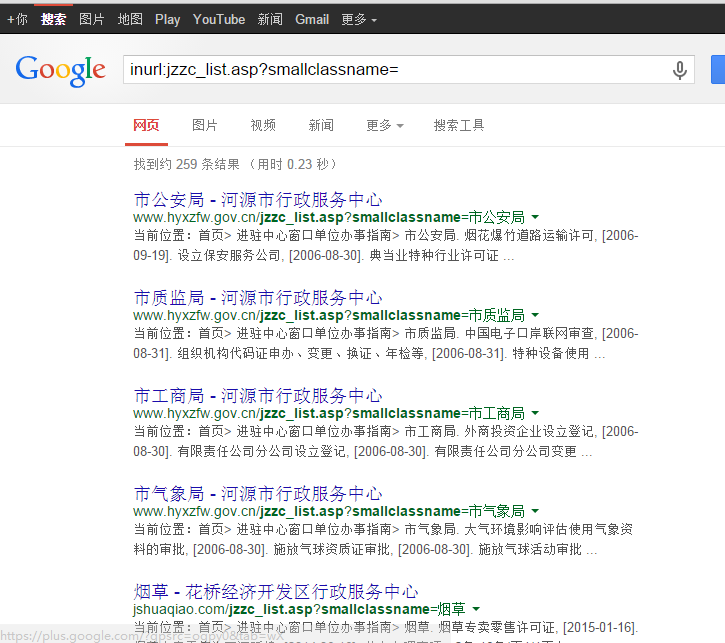 +你 搜索 图片 地图 Play YouTube 新闻 Gmail 更多
Google inurl:jzzc_list.asp?smallclassname=
网页 图片 视频 新闻 更多 搜索工具
找到约 259 条结果 （用时 0.23 秒）
市公安局 - 河源市行政服务中心
www.hyxzfw.gov.cn/jzzc_list.asp?smallclassname=市公安局
当前位置：首页> 进驻中心窗口单位办事指南> 市公安局. 烟花爆竹道路运输许可, [2006-
09-19]. 设立保安服务公司, [2006-08-30]. 典当业特种行业许可证 ...
市质监局 - 河源市行政服务中心
www.hyxzfw.gov.cn/jzzc_list.asp?smallclassname=市质监局
当前位置：首页> 进驻中心窗口单位办事指南> 市质监局. 中国电子口岸联网审查, [2006-
08-31]. 组织机构代码证申办、变更、换证、年检等, [2006-08-31]. 特种设备使用 ...
市工商局 - 河源市行政服务中心
www.hyxzfw.gov.cn/jzzc_list.asp?smallclassname=市工商局
当前位置：首页> 进驻中心窗口单位办事指南> 市工商局. 外商投资企业设立登记, [2006-
08-30]. 有限责任公司分公司设立登记, [2006-08-30]. 有限责任公司分公司变更 ...
市气象局 - 河源市行政服务中心
www.hyxzfw.gov.cn/jzzc_list.asp?smallclassname=市气象局
当前位置：首页> 进驻中心窗口单位办事指南> 市气象局. 大气环境影响评估使用气象资
料的审批, [2006-08-30]. 施放气球资质证审批, [2006-08-30]. 施放气球活动审批 ...
烟草 - 花桥经济开发区行政服务中心
jshuaqiao.com/jzzc_list.asp?smallclassname=烟草
当前位置：首页> 进驻中心窗口单位办事指南> 烟草. 烟草专卖零售许可证, [2015-01-16].
https://plus.google.com/?gpsrc=ogpy0&tab=wX